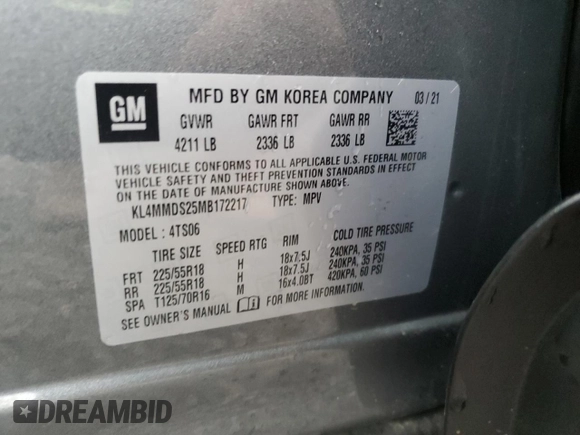 GM
MFD BY GM KOREA COMPANY 03/21
GVWR GAWR FRT GAWR RR
4211 LB 2336 LB 2336 LB
THIS VEHICLE CONFORMS TO ALL APPLICABLE U.S. FEDERAL MOTOR
VEHICLE SAFETY AND THEFT PREVENTION STANDARDS IN EFFECT
ON THE DATE OF MANUFACTURE SHOWN ABOVE.
KL4MMDS25MB172217 TYPE: MPV
MODEL: 4TS06
TIRE SIZE SPEED RTG RIM COLD TIRE PRESSURE
FRT 225/55R18 H 18x7.5J 240KPA, 35 PSI
RR 225/55R18 H 18x7.5J 240KPA, 35 PSI
SPA T125/70R16 M 16x4.0BT 420KPA, 60 PSI
SEE OWNER'S MANUAL FOR MORE INFORMATION.
DREAMBID